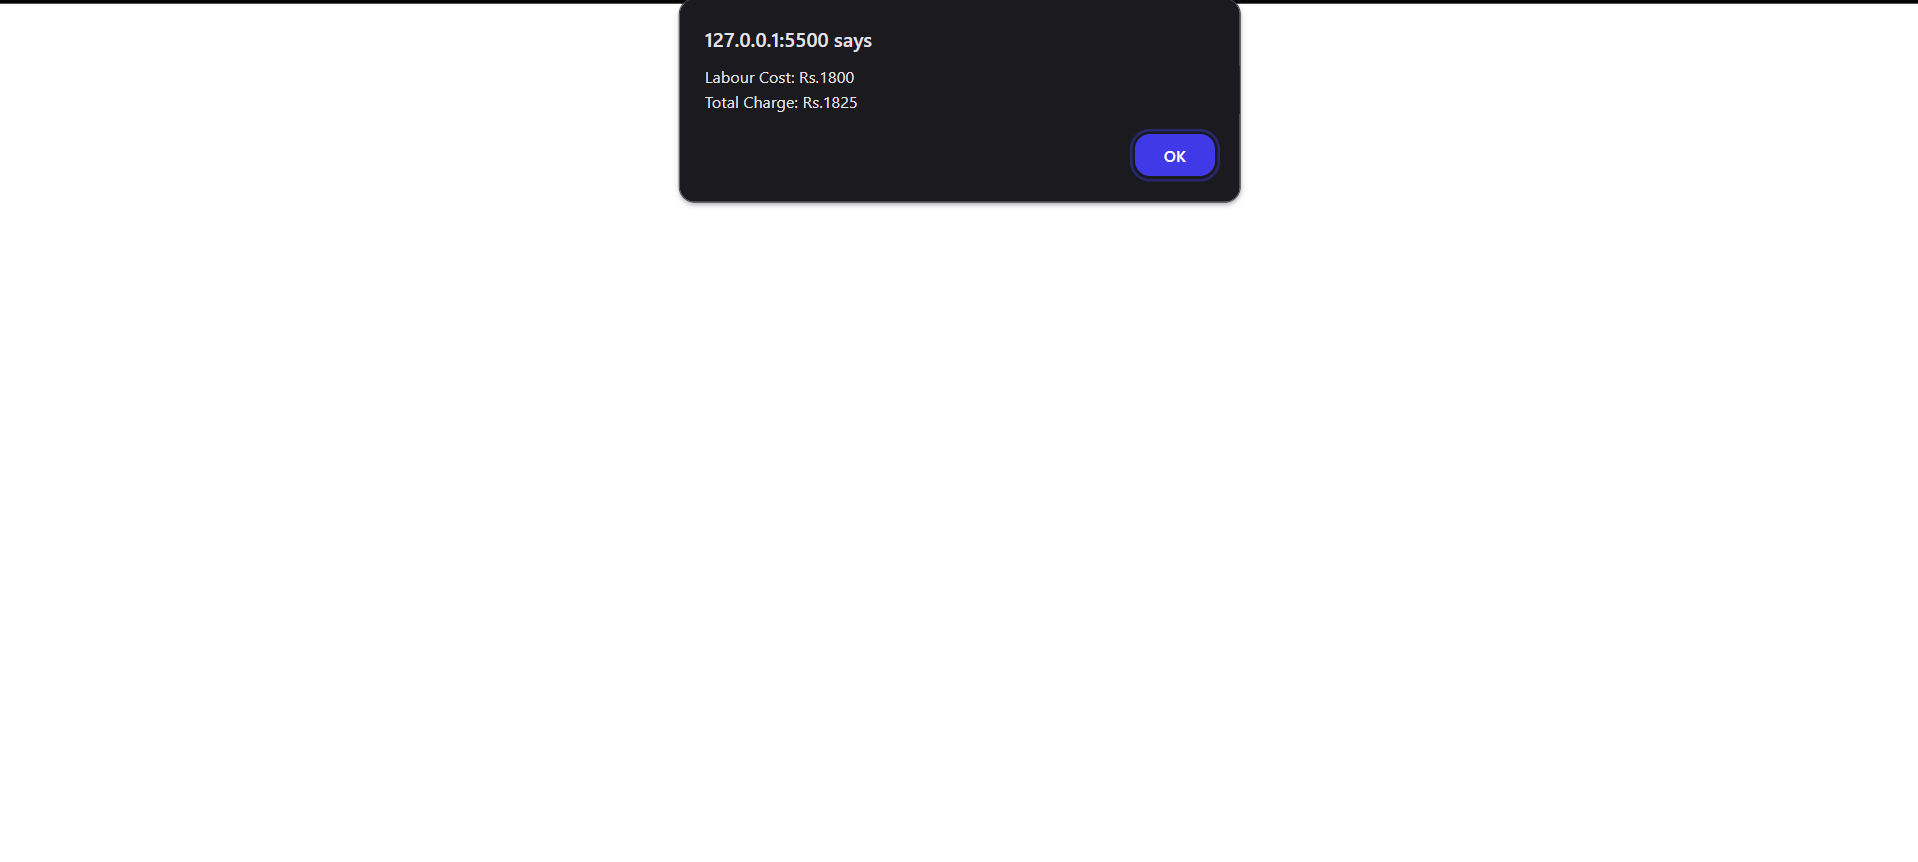 127.0.0.1:5500 says
Labour Cost: Rs.1800
Total Charge: Rs.1825
OK